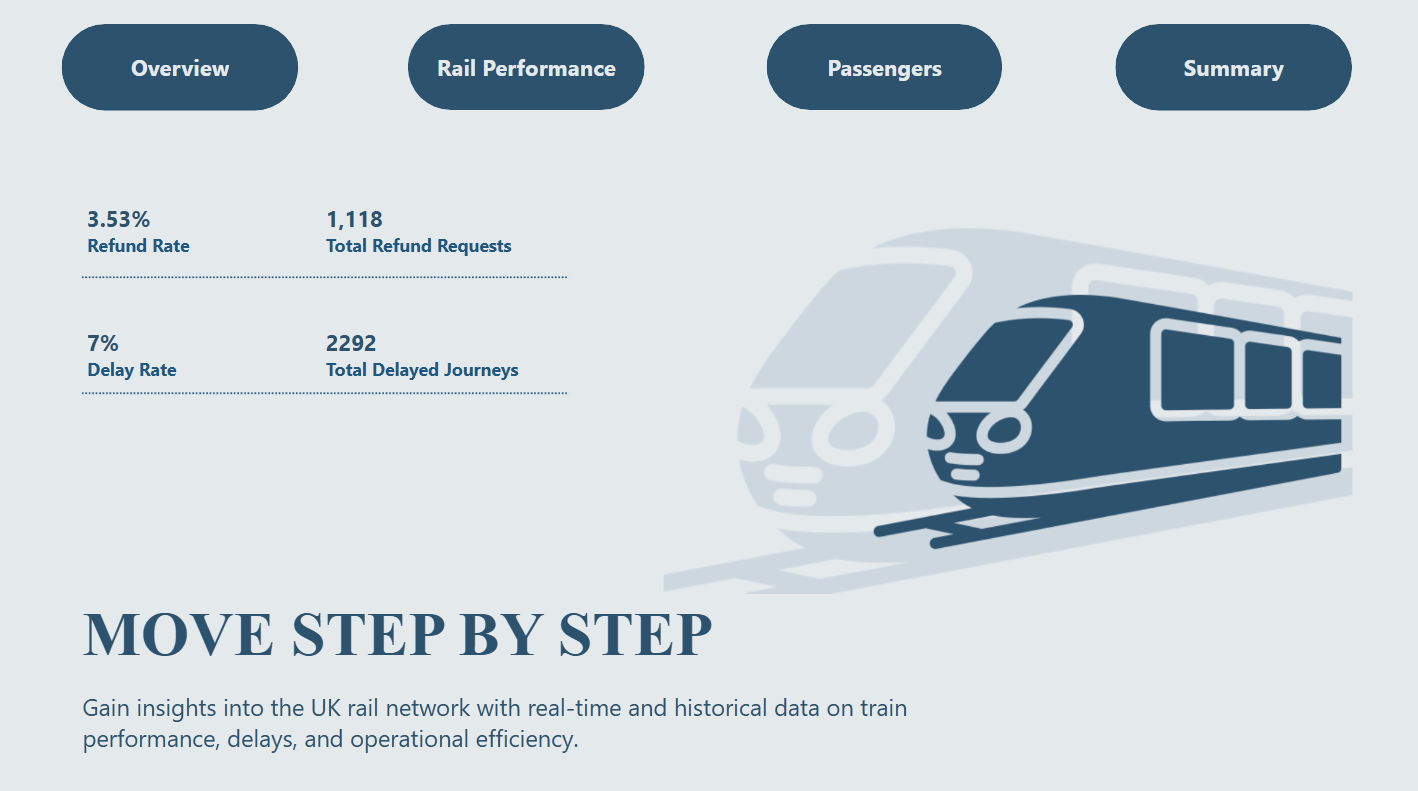 Overview
Rail Performance
Passengers
Summary
3.53%
Refund Rate
1,118
Total Refund Requests
7%
Delay Rate
2292
Total Delayed Journeys
MOVE STEP BY STEP
Gain insights into the UK rail network with real-time and historical data on train
performance, delays, and operational efficiency.